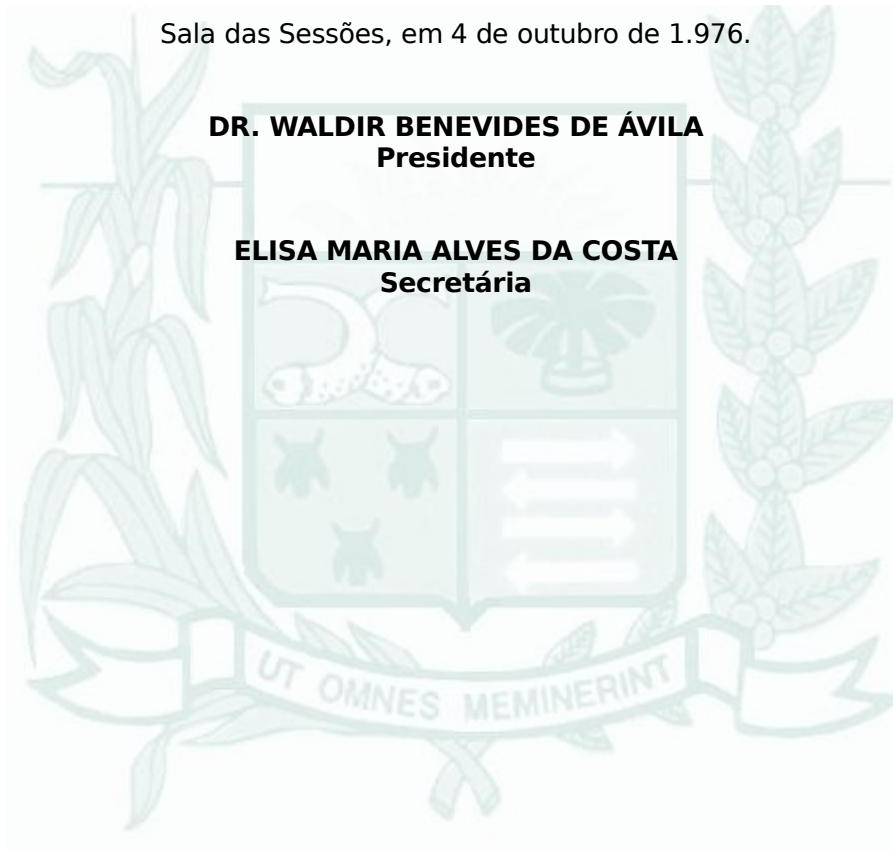 Sala das Sessões, em 4 de outubro de 1.976.
DR. WALDIR BENEVIDES DE ÁVILA
Presidente
ELISA MARIA ALVES DA COSTA
Secretária
UT OMNES MEMINERINT